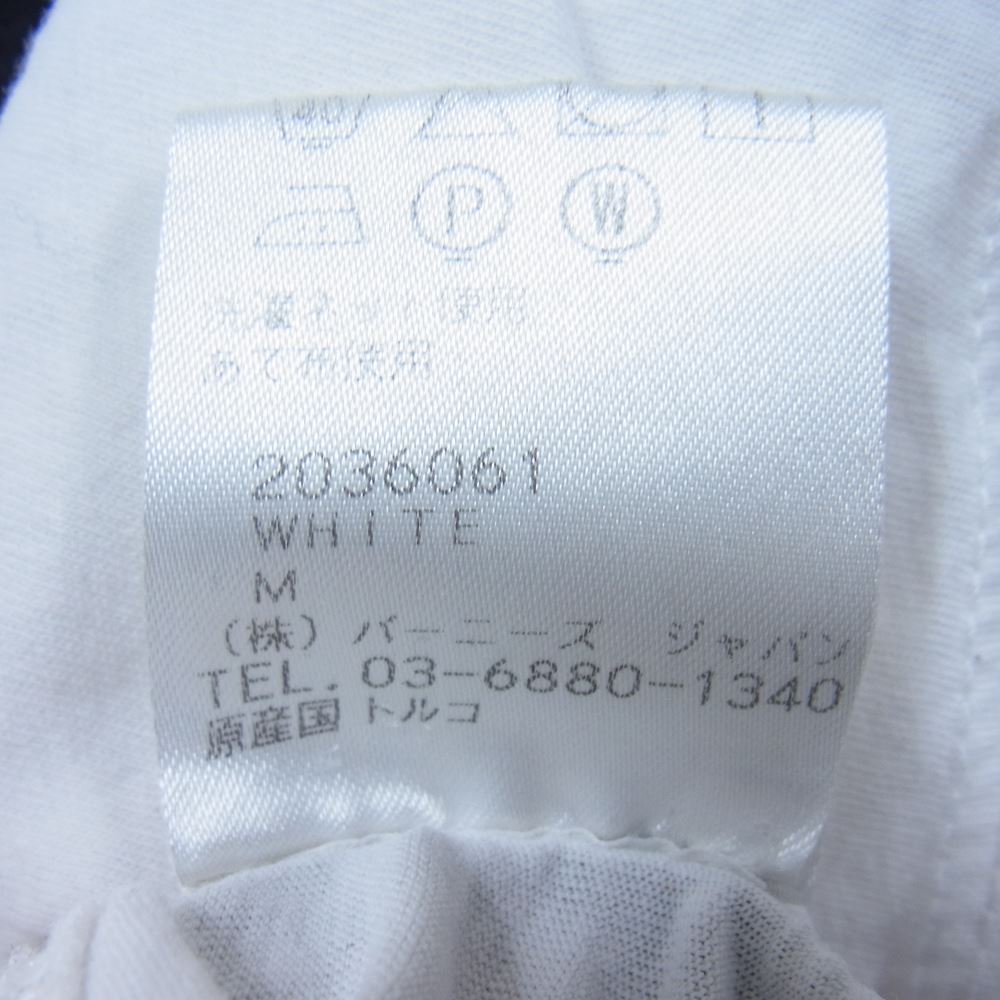 40
P W
洗濯ネット使用
あて布使用
2036061
WHITE
M
(株) バーニーズ ジャパン
TEL. 03-6880-1340
原産国 トルコ